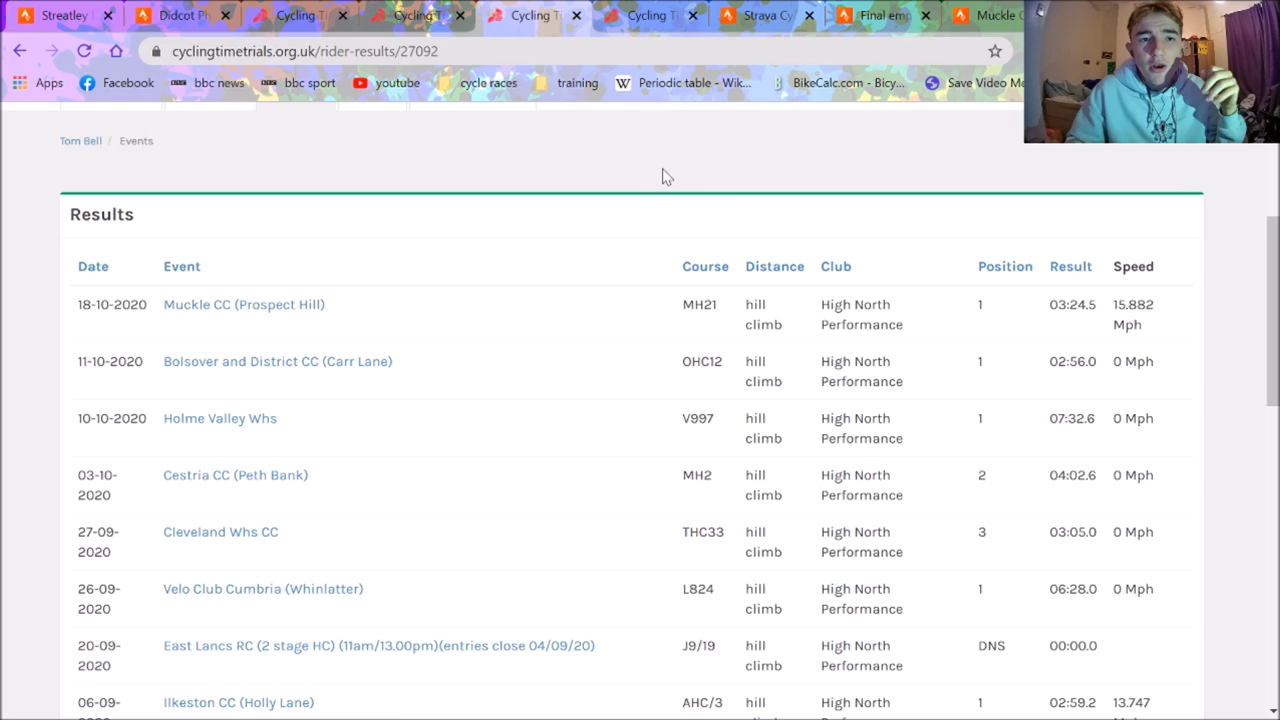 Streatley
Didcot Ph
Cycling Ti
Cycling T
Cycling Ti
Cycling Ti
Strava Cy
Final emp
Muckle C
cyclingtimetrials.org.uk/rider-results/27092
Apps
Facebook
bbc news
bbc sport
youtube
cycle races
training
Periodic table - Wik...
BikeCalc.com - Bicy...
Save Video Me
Tom Bell / Events
Results
Date Event Course Distance Club Position Result Speed
18-10-2020 Muckle CC (Prospect Hill) MH21 hill High North 1 03:24.5 15.882
climb Performance Mph
11-10-2020 Bolsover and District CC (Carr Lane) OHC12 hill High North 1 02:56.0 0 Mph
climb Performance
10-10-2020 Holme Valley Whs V997 hill High North 1 07:32.6 0 Mph
climb Performance
03-10- Cestria CC (Peth Bank) MH2 hill High North 2 04:02.6 0 Mph
2020 climb Performance
27-09- Cleveland Whs CC THC33 hill High North 3 03:05.0 0 Mph
2020 climb Performance
26-09- Velo Club Cumbria (Whinlatter) L824 hill High North 1 06:28.0 0 Mph
2020 climb Performance
20-09- East Lancs RC (2 stage HC) (11am/13.00pm)(entries close 04/09/20) J9/19 hill High North DNS 00:00.0
2020 climb Performance
06-09- Ilkeston CC (Holly Lane) AHC/3 hill High North 1 02:59.2 13.747